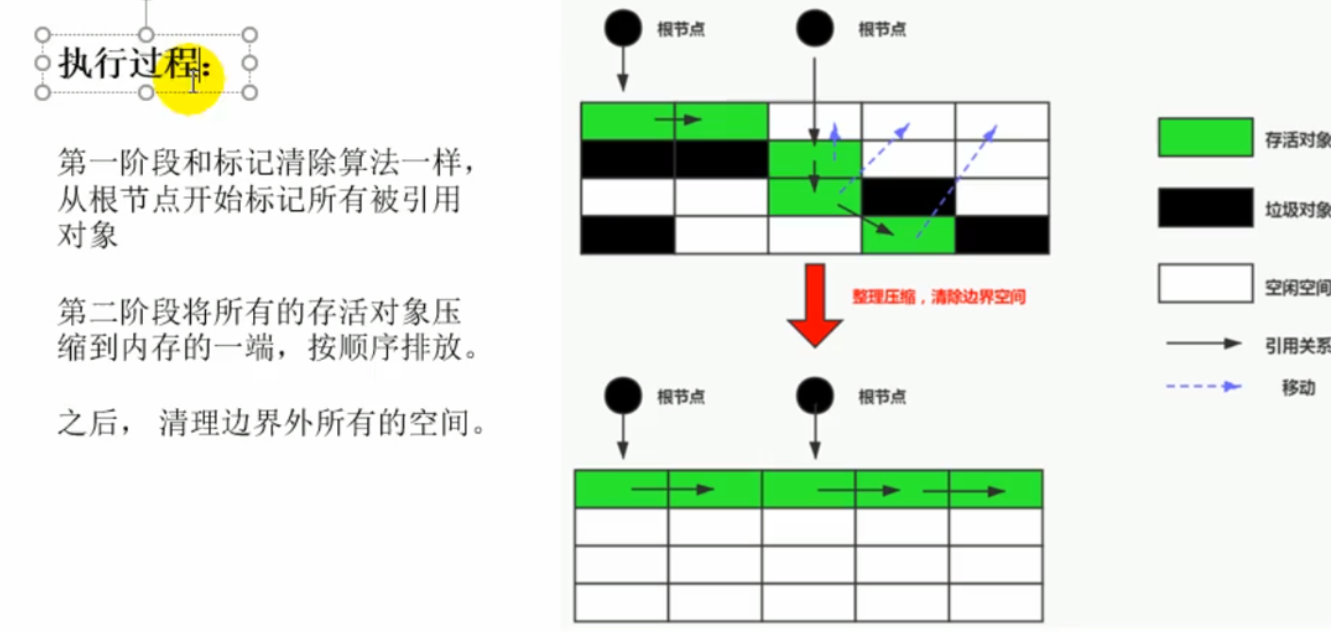 执行过程：
第一阶段和标记清除算法一样，
从根节点开始标记所有被引用
对象
第二阶段将所有的存活对象压
缩到内存的一端，按顺序排放。
之后， 清理边界外所有的空间。
根节点
根节点
存活对象
垃圾对象
空闲空间
引用关系
移动
整理压缩，清除边界空间
根节点
根节点